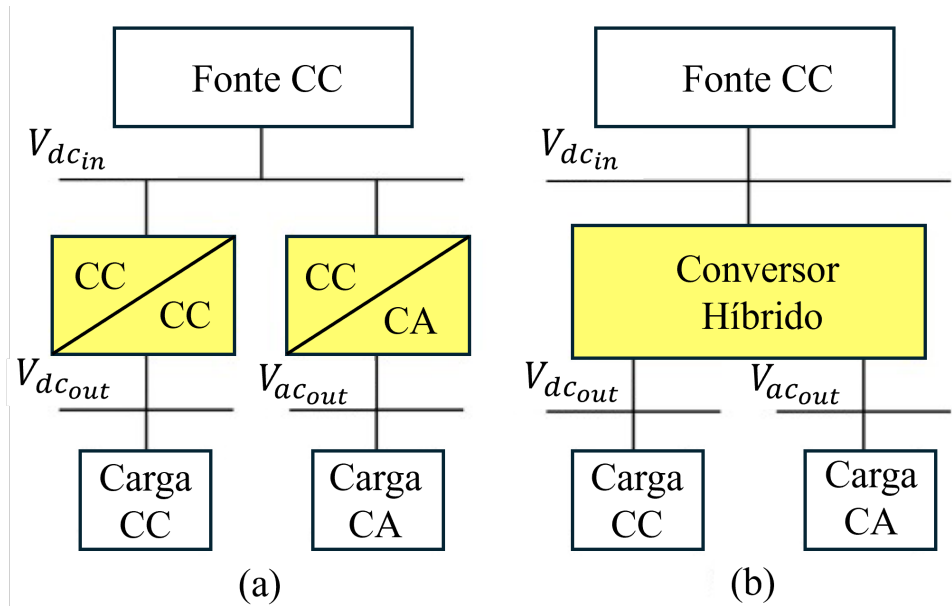 Fonte CC
V_{dc_{in}}
CC
CC
CC
CA
V_{dc_{out}}
V_{ac_{out}}
Carga
CC
Carga
CA
(a)
Fonte CC
V_{dc_{in}}
Conversor
Híbrido
V_{dc_{out}}
V_{ac_{out}}
Carga
CC
Carga
CA
(b)